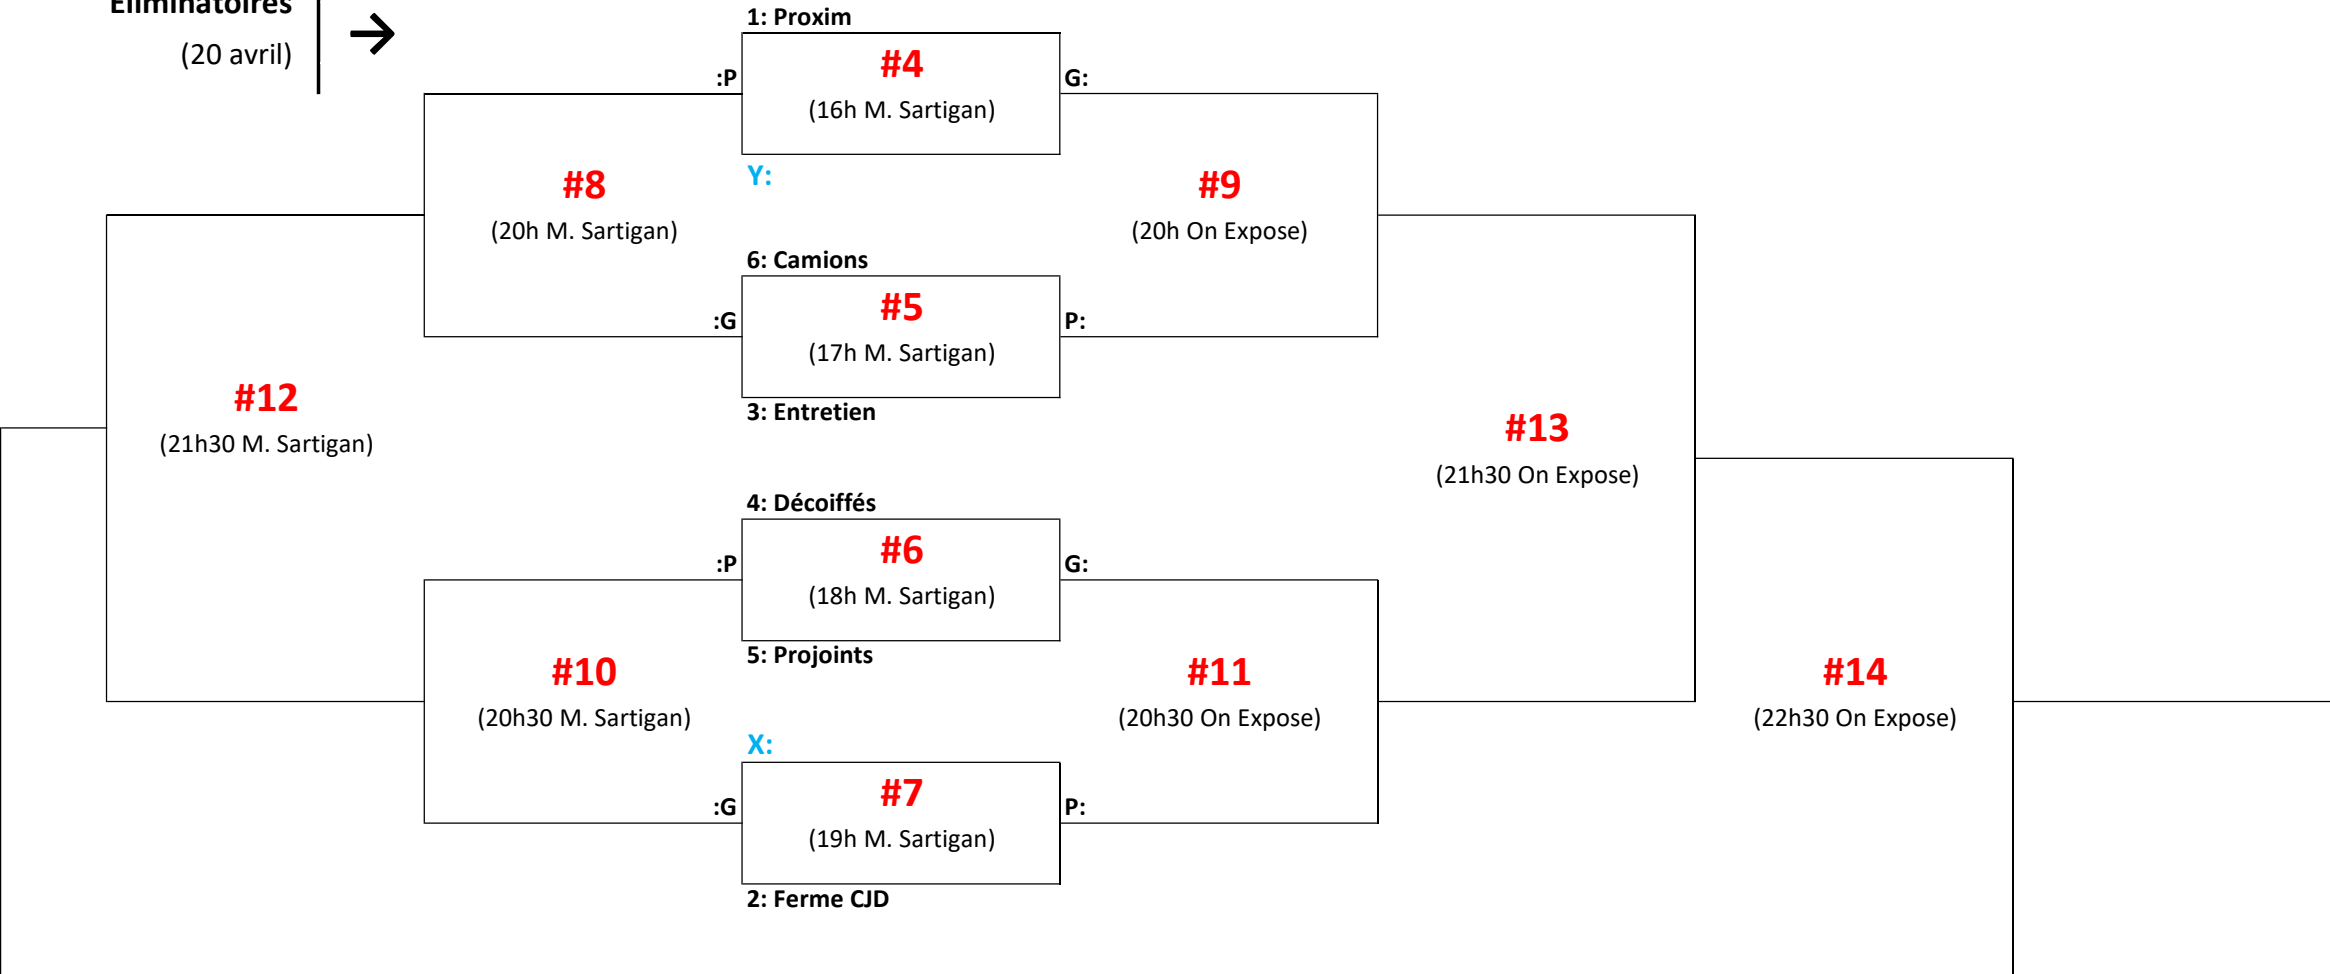 Éliminatoires
(20 avril)
→
1: Proxim
:P
#4
G:
(16h M. Sartigan)
Y:
#8
(20h M. Sartigan)
#9
(20h On Expose)
6: Camions
:G
#5
P:
(17h M. Sartigan)
3: Entretien
#12
(21h30 M. Sartigan)
#13
(21h30 On Expose)
4: Décoiffés
:P
#6
G:
(18h M. Sartigan)
5: Projoints
#10
(20h30 M. Sartigan)
#11
(20h30 On Expose)
#14
(22h30 On Expose)
X:
:G
#7
P:
(19h M. Sartigan)
2: Ferme CJD